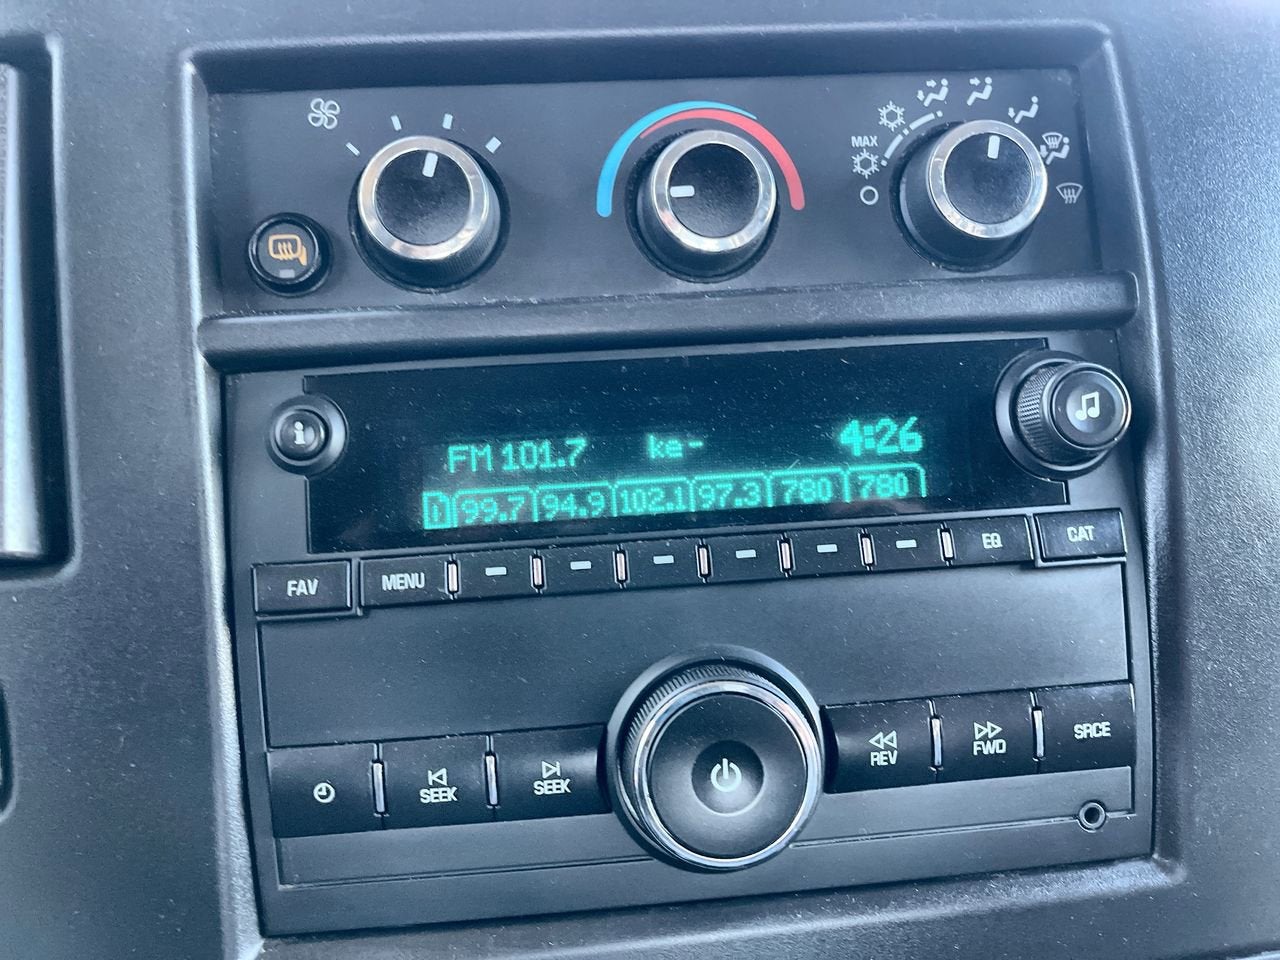 MAX
i
FM 101.7 ke- 4:26
1 99.7 94.9 102.1 97.3 780 780
FAV MENU EQ CAT
SEEK SEEK REV FWD SRCE